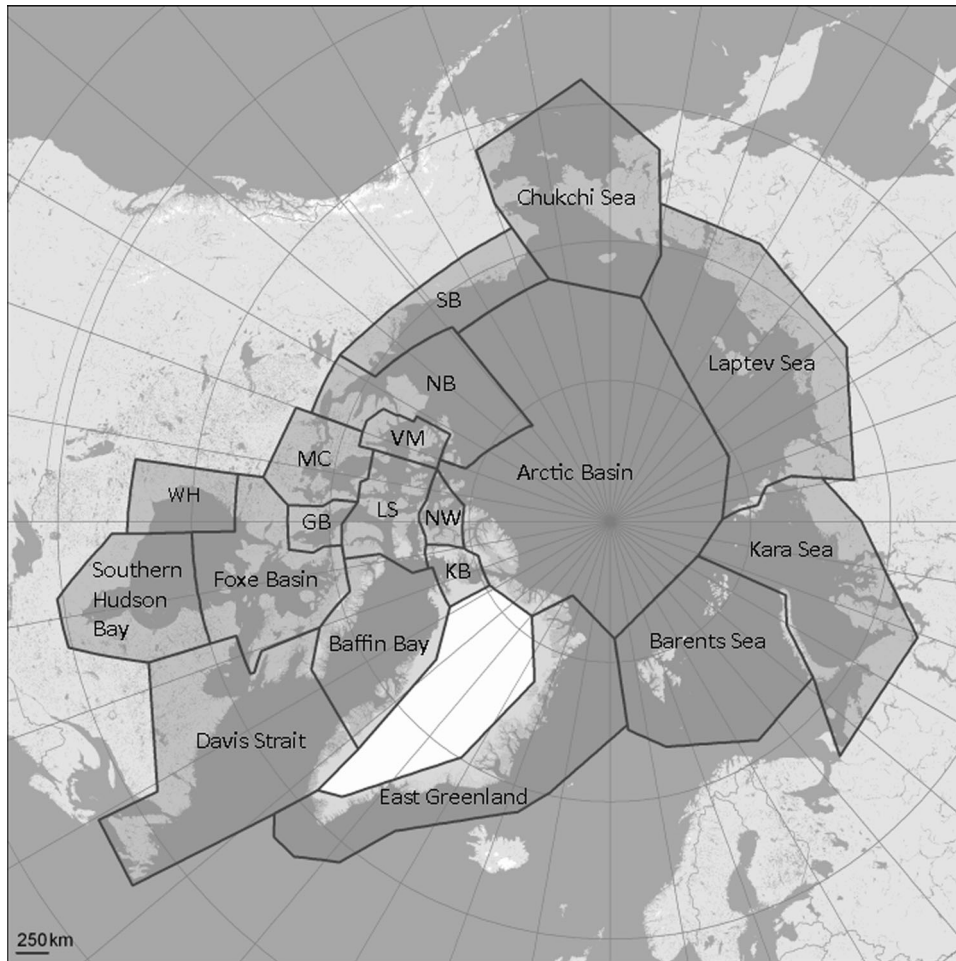 Chukchi Sea
SB
Laptev Sea
NB
VM
MC
Arctic Basin
WH
LS
GB
NW
Kara Sea
KB
Southern
Hudson
Bay
Foxe Basin
Baffin Bay
Barents Sea
Davis Strait
East Greenland
250km